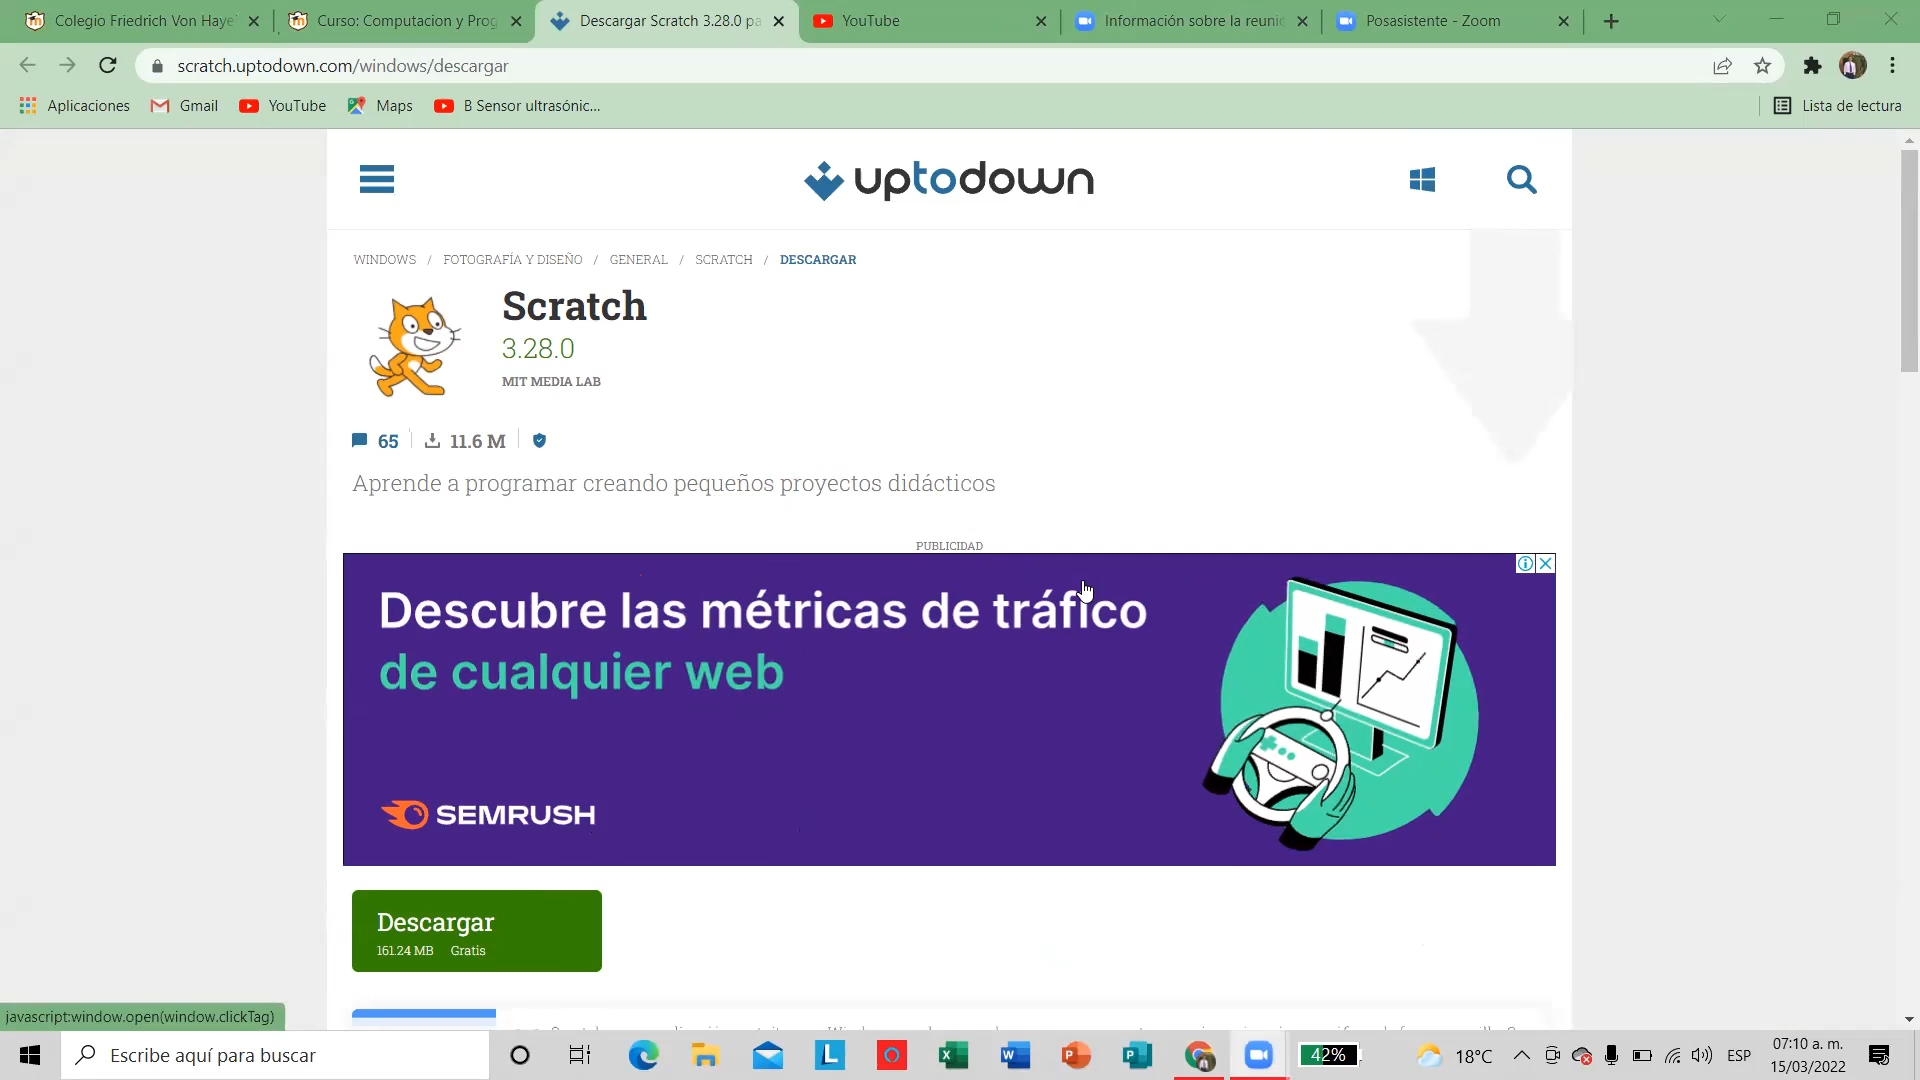 Colegio Friedrich Von Haye
Curso: Computacion y Prog
Descargar Scratch 3.28.0 pa
YouTube
Información sobre la reunió
Posasistente - Zoom
scratch.uptodown.com/windows/descargar
Aplicaciones
Gmail
YouTube
Maps
B Sensor ultrasónic...
Lista de lectura
uptodown
WINDOWS / FOTOGRAFÍA Y DISEÑO / GENERAL / SCRATCH / DESCARGAR
Scratch
3.28.0
MIT MEDIA LAB
65
11.6 M
Aprende a programar creando pequeños proyectos didácticos
PUBLICIDAD
Descubre las métricas de tráfico
de cualquier web
SEMRUSH
Descargar
161.24 MB Gratis
javascript:window.open(window.clickTag)
Escribe aquí para buscar
42%
18°C
ESP
07:10 a. m.
15/03/2022